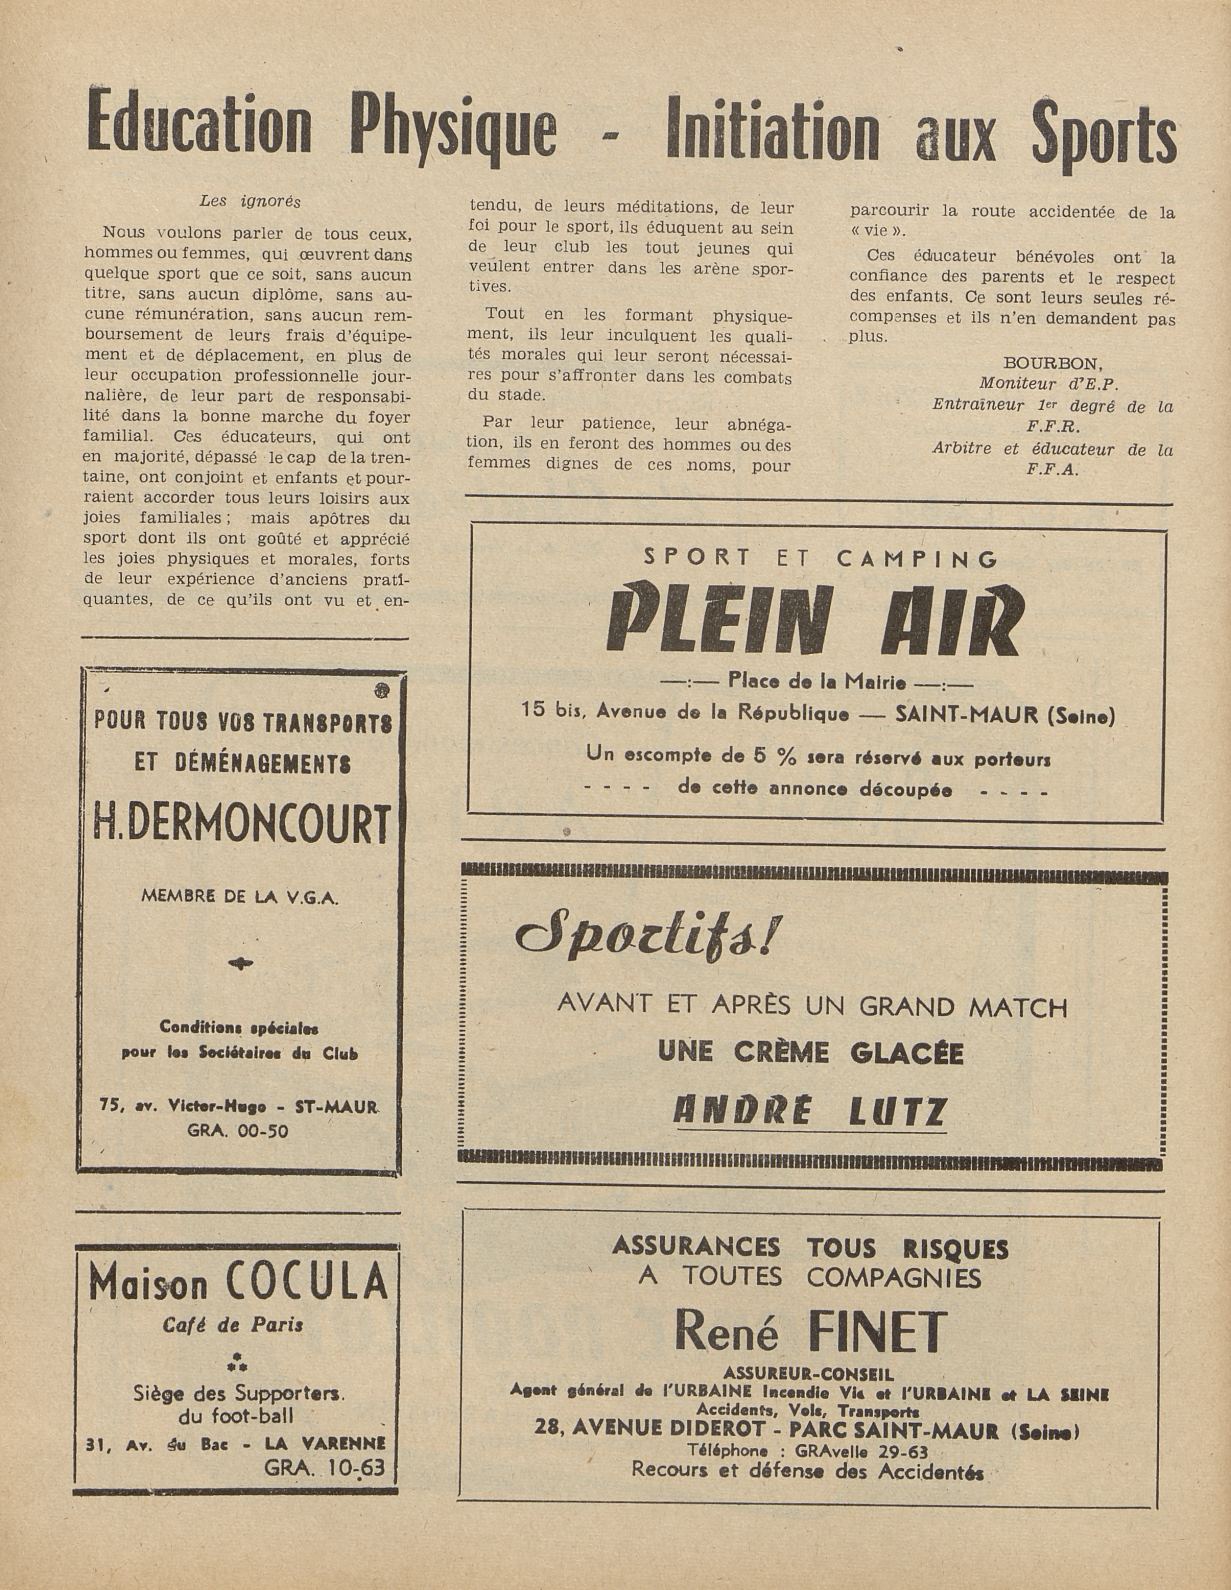 Education Physique - Initiation aux Sports
Les ignorés
Nous voulons parler de tous ceux,
hommes ou femmes, qui œuvrent dans
quelque sport que ce soit, sans aucun
titre, sans aucun diplôme, sans au-
cune rémunération, sans aucun rem-
boursement de leurs frais d'équipe-
ment et de déplacement, en plus de
leur occupation professionnelle jour-
nalière, de leur part de responsabi-
lité dans la bonne marche du foyer
familial. Ces éducateurs, qui ont
en majorité, dépassé le cap de la tren-
taine, ont conjoint et enfants et pour-
raient accorder tous leurs loisirs aux
joies familiales ; mais apôtres du
sport dont ils ont goûté et apprécié
les joies physiques et morales, forts
de leur expérience d'anciens prati-
quantes, de ce qu'ils ont vu et en-
tendu, de leurs méditations, de leur
foi pour le sport, ils éduquent au sein
de leur club les tout jeunes qui
veulent entrer dans les arène spor-
tives.
Tout en les formant physique-
ment, ils leur inculquent les quali-
tés morales qui leur seront nécessai-
res pour s'affronter dans les combats
du stade.
Par leur patience, leur abnéga-
tion, ils en feront des hommes ou des
femmes dignes de ces noms, pour
parcourir la route accidentée de la
« vie ».
Ces éducateur bénévoles ont la
confiance des parents et le respect
des enfants. Ce sont leurs seules ré-
compenses et ils n'en demandent pas
plus.
BOURBON,
Moniteur d'E.P.
Entraîneur 1er degré de la
F.F.R.
Arbitre et éducateur de la
F.F.A.
POUR TOUS VOS TRANSPORTS
ET DÉMÉNAGEMENTS
H. DERMONCOURT
MEMBRE DE LA V.G.A.
Conditions spéciales
pour les Sociétaires du Club
75, av. Victor-Hugo - ST-MAUR
GRA. 00-50
Maison COCULA
Café de Paris
Siège des Supporters.
du foot-ball
31, Av. du Bac - LA VARENNE
GRA. 10-63
SPORT ET CAMPING
PLEIN AIR
—:— Place de la Mairie —:—
15 bis, Avenue de la République — SAINT-MAUR (Seine)
Un escompte de 5 % sera réservé aux porteurs
- - - - de cette annonce découpée - - - -
Sportifs!
AVANT ET APRÈS UN GRAND MATCH
UNE CRÈME GLACÉE
ANDRÉ LUTZ
ASSURANCES TOUS RISQUES
A TOUTES COMPAGNIES
René FINET
ASSUREUR-CONSEIL
Agent général de l'URBAINE Incendie Vie et l'URBAINE et LA SEINE
Accidents, Vols, Transports
28, AVENUE DIDEROT - PARC SAINT-MAUR (Seine)
Téléphone : GRAvelle 29-63
Recours et défense des Accidentés